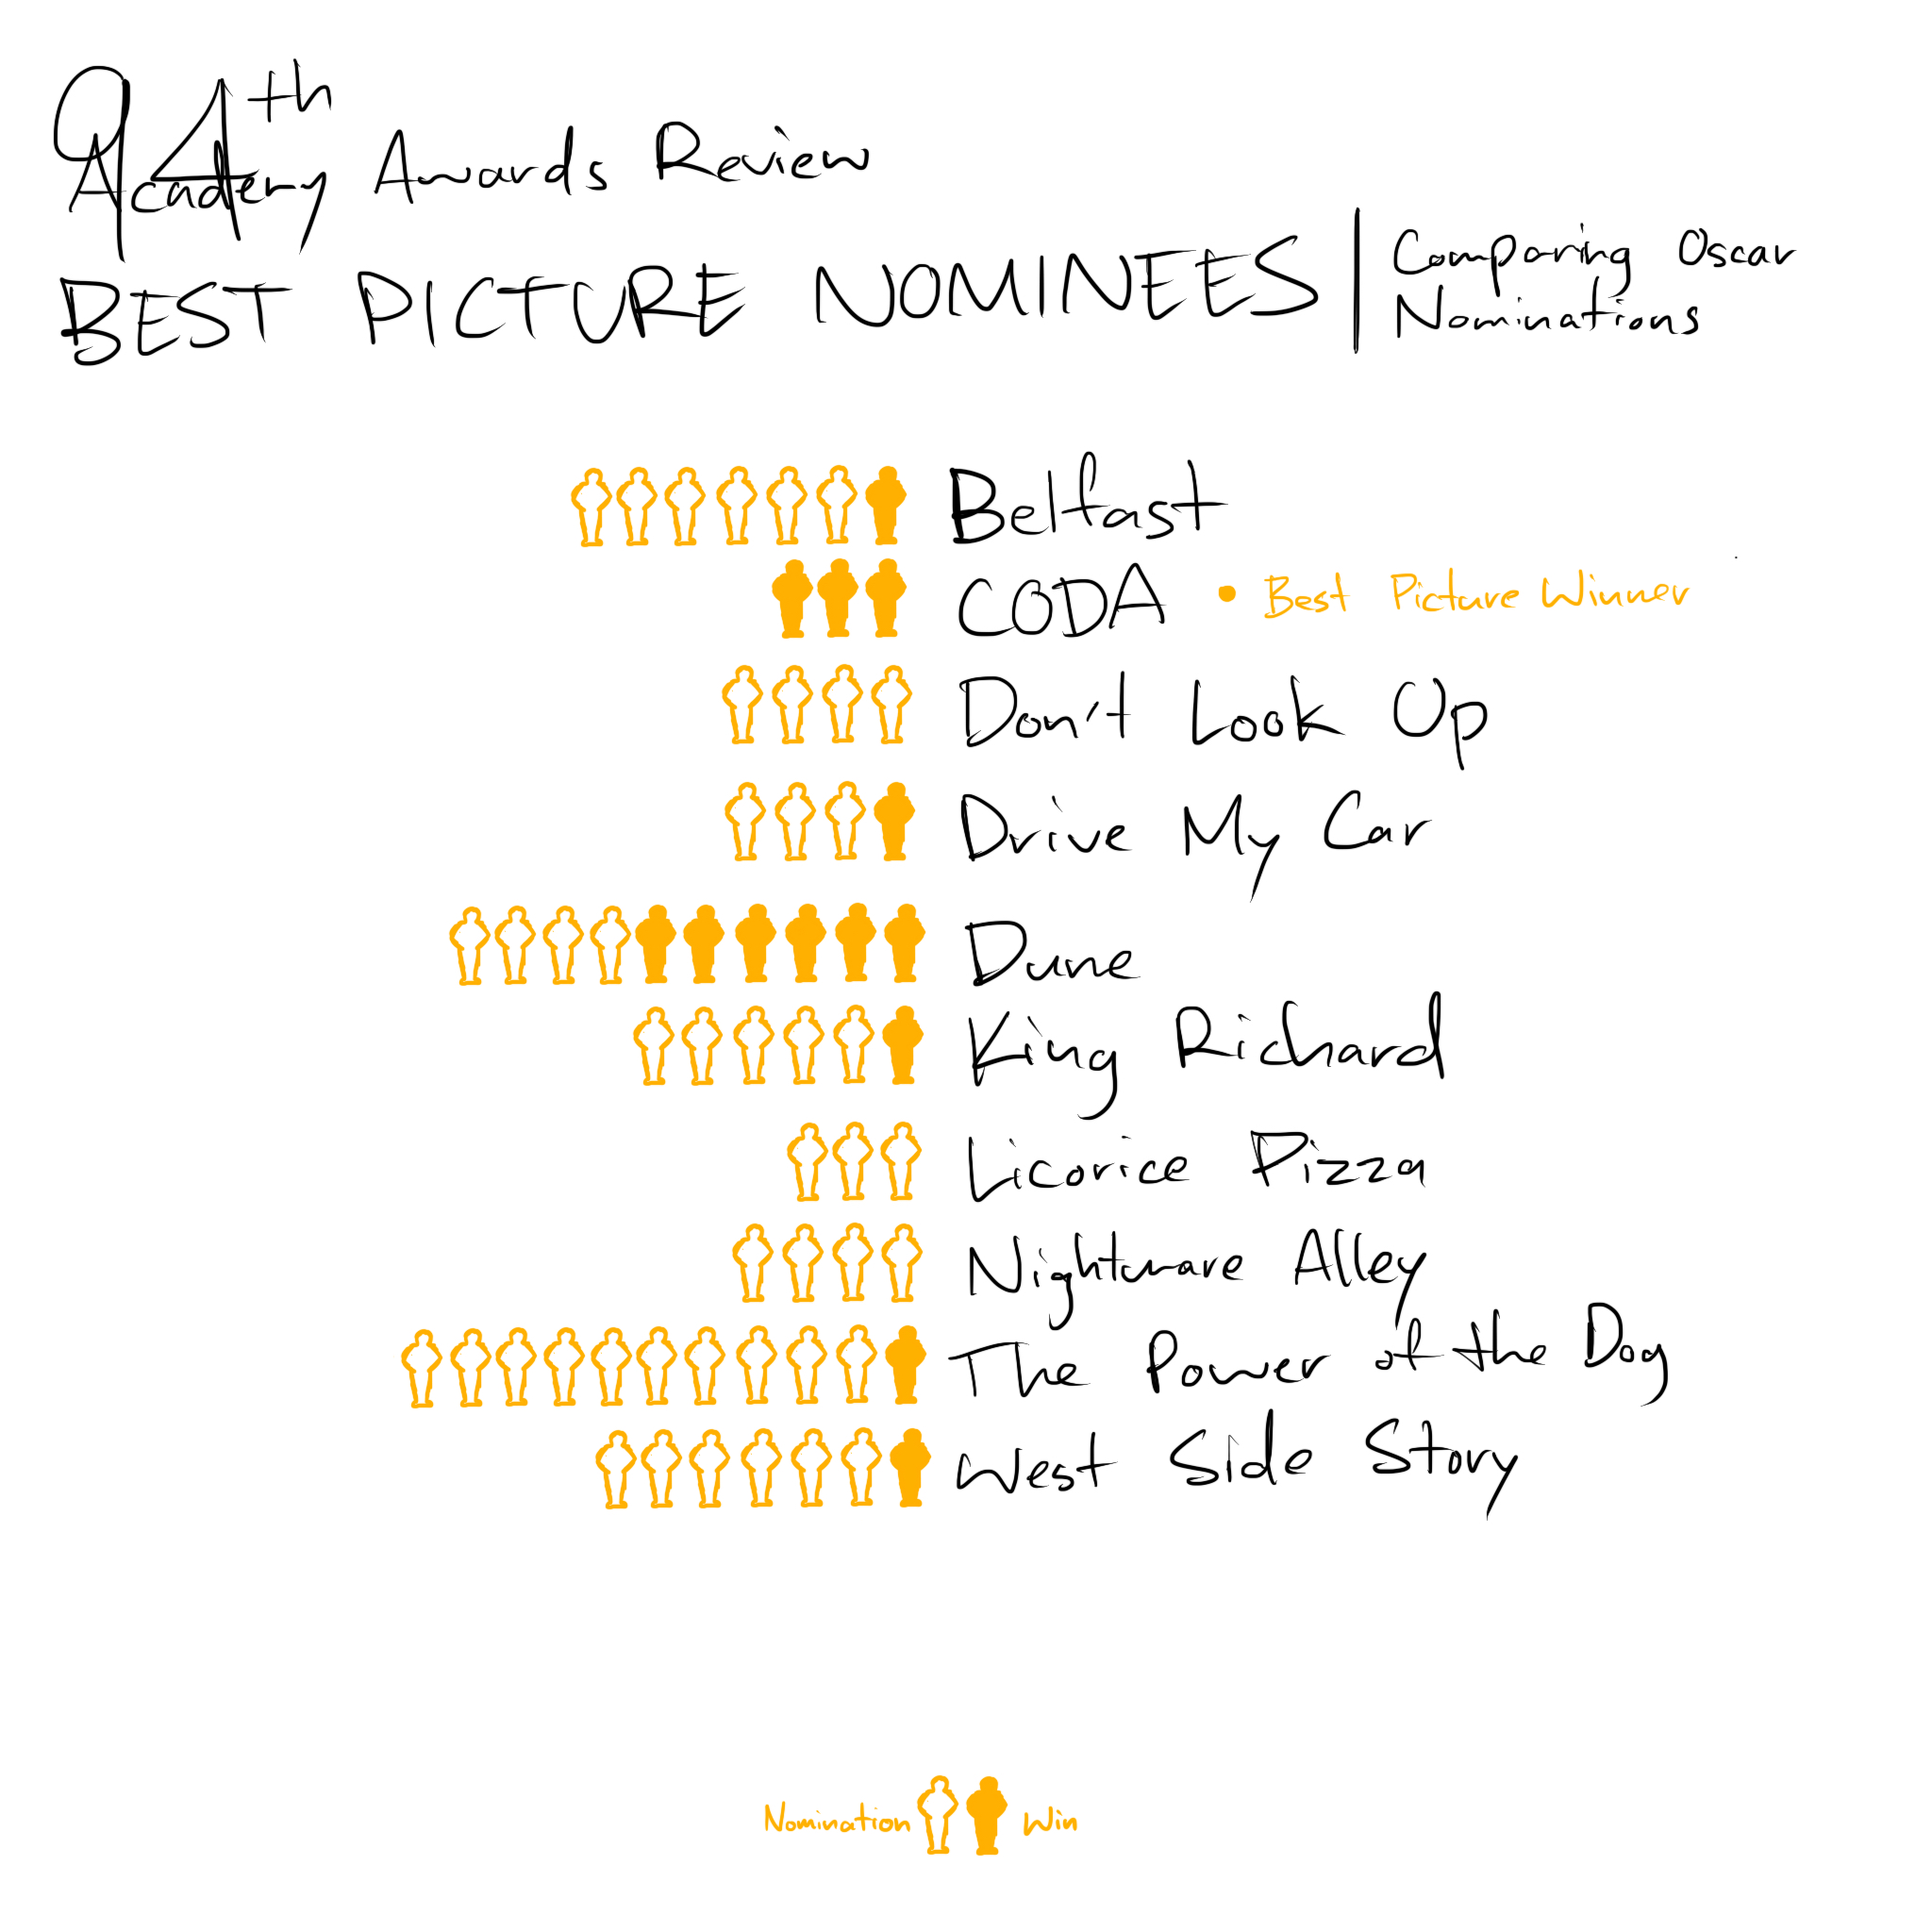 94th
Academy Awards Review
BEST PICTURE NOMINEES
Comparing Oscar
Nominations
Belfast
CODA • Best Picture Winner
Don't Look Up
Drive My Car
Dune
King Richard
Licorice Pizza
Nightmare Alley
The Power of the Dog
West Side Story
Nomination Win